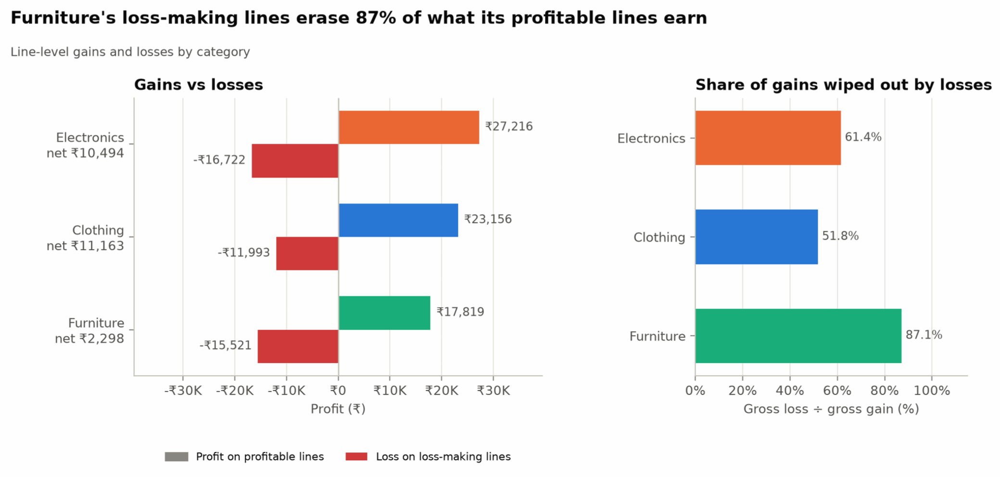 Furniture's loss-making lines erase 87% of what its profitable lines earn
Line-level gains and losses by category
Gains vs losses
Electronics
net ₹10,494
₹27,216
-₹16,722
Clothing
net ₹11,163
₹23,156
-₹11,993
Furniture
net ₹2,298
₹17,819
-₹15,521
-₹30K -₹20K -₹10K ₹0 ₹10K ₹20K ₹30K
Profit (₹)
Profit on profitable lines
Loss on loss-making lines
Share of gains wiped out by losses
Electronics 61.4%
Clothing 51.8%
Furniture 87.1%
0% 20% 40% 60% 80% 100%
Gross loss ÷ gross gain (%)